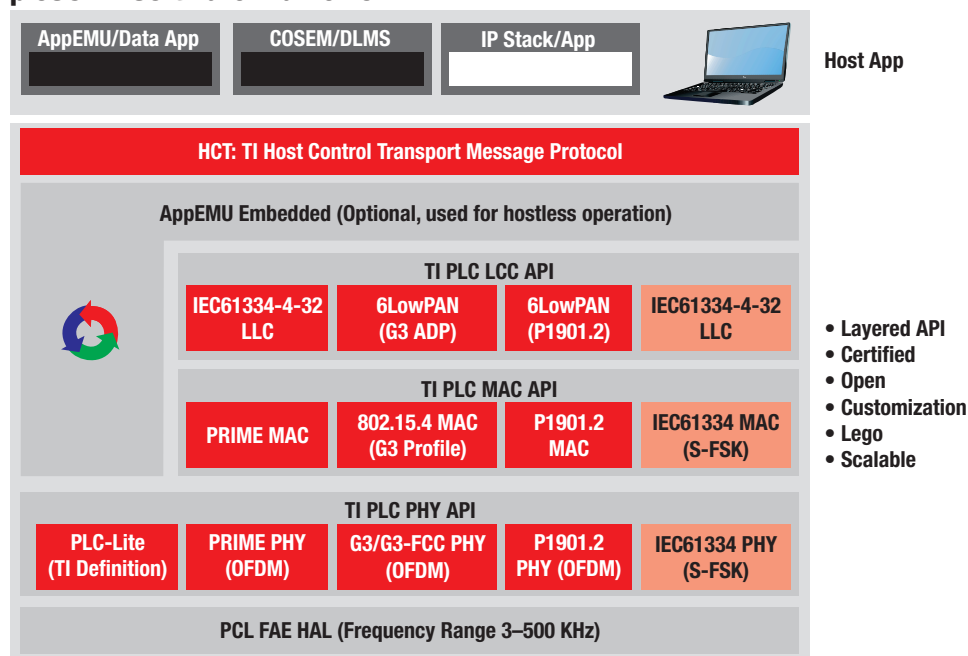 AppEMU/Data App
COSEM/DLMS
IP Stack/App
Host App
HCT: TI Host Control Transport Message Protocol
AppEMU Embedded (Optional, used for hostless operation)
TI PLC LCC API
IEC61334-4-32
LLC
6LowPAN
(G3 ADP)
6LowPAN
(P1901.2)
IEC61334-4-32
LLC
TI PLC MAC API
PRIME MAC
802.15.4 MAC
(G3 Profile)
P1901.2
MAC
IEC61334 MAC
(S-FSK)
• Layered API
• Certified
• Open
• Customization
• Lego
• Scalable
TI PLC PHY API
PLC-Lite
(TI Definition)
PRIME PHY
(OFDM)
G3/G3-FCC PHY
(OFDM)
P1901.2
PHY (OFDM)
IEC61334 PHY
(S-FSK)
PCL FAE HAL (Frequency Range 3–500 KHz)